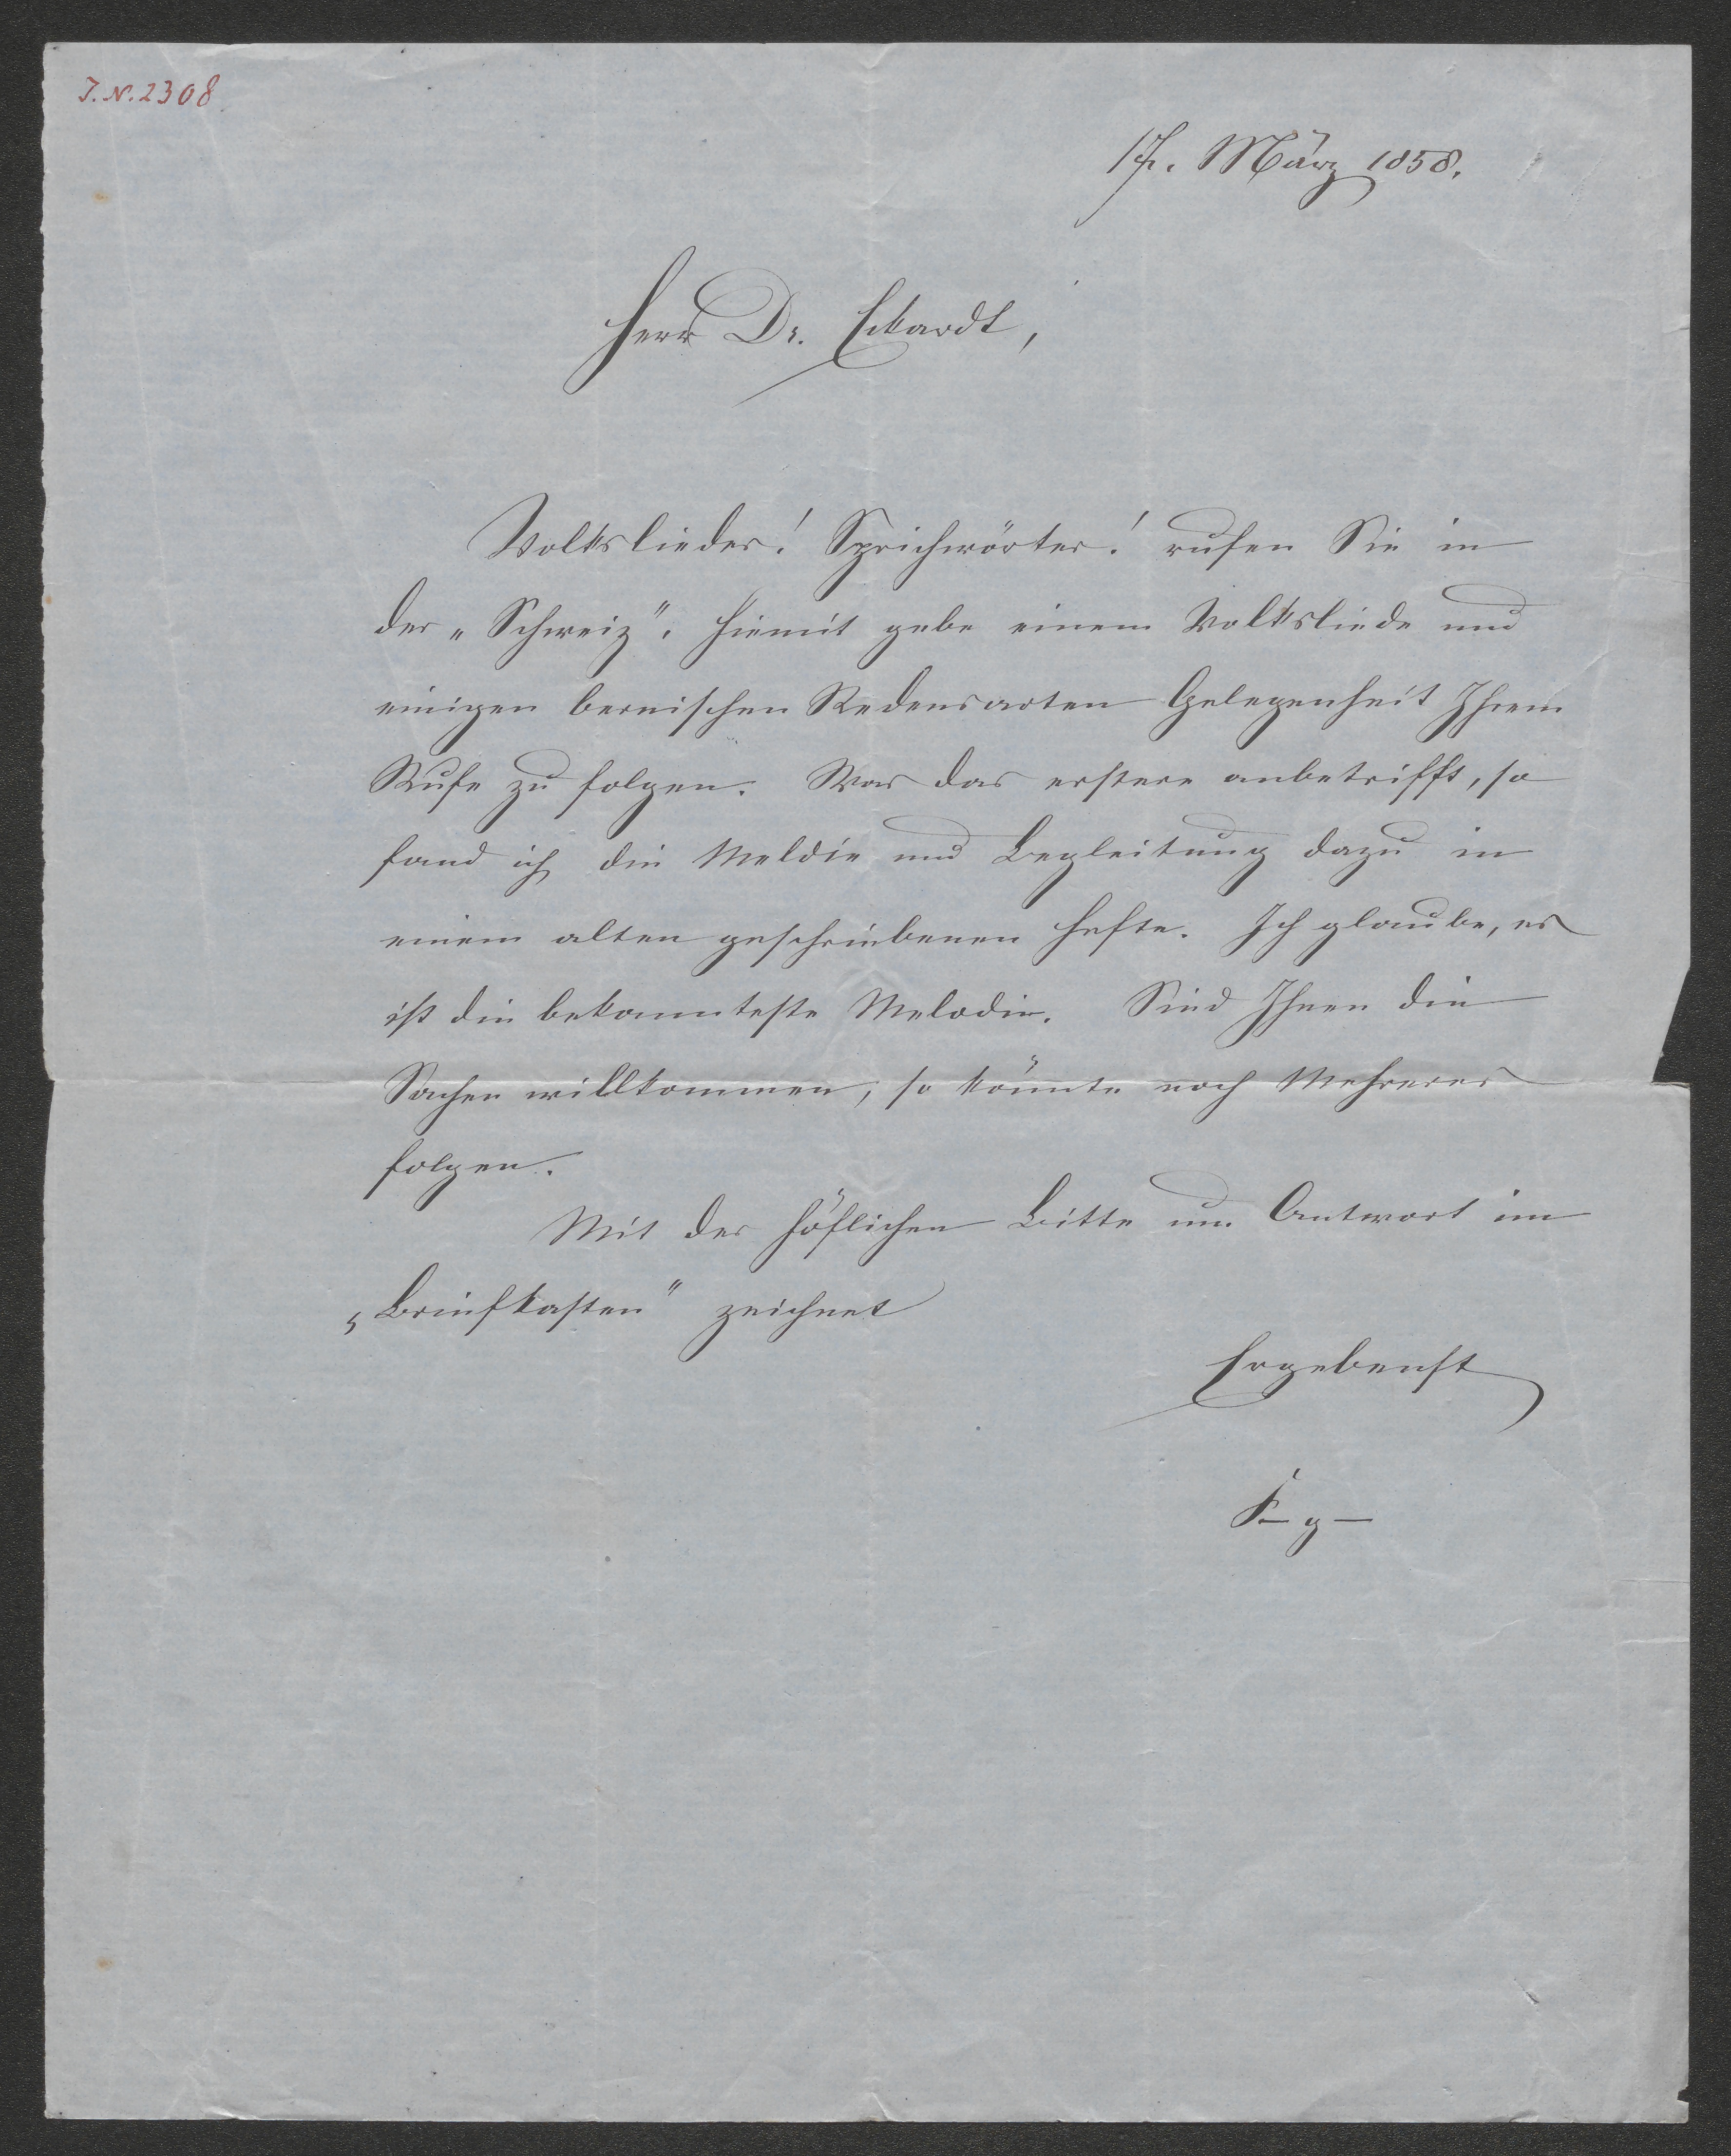 J.N. 2308
17. März 1858.
Herr Dr. Eckardt,
Volkslieder! Sprichwörter! rufen Sie in
der „Schweiz". Hiemit gebe einem Volksliede und
einigen bernischen Redensarten Gelegenheit Ihrem
Rufe zu folgen. Was das erstere anbetrifft, so
fand ich die Meldie und Begleitung dazu in
einem alten geschriebenen Hefte. Ich glaube, es
ist die bekannteste Melodie. Sind Ihnen die
Sachen willkommen, so könnte noch Mehreres
folgen.
Mit der höflichen Bitte um Antwort im
„Briefkasten" zeichnet
Ergebenst
– g –